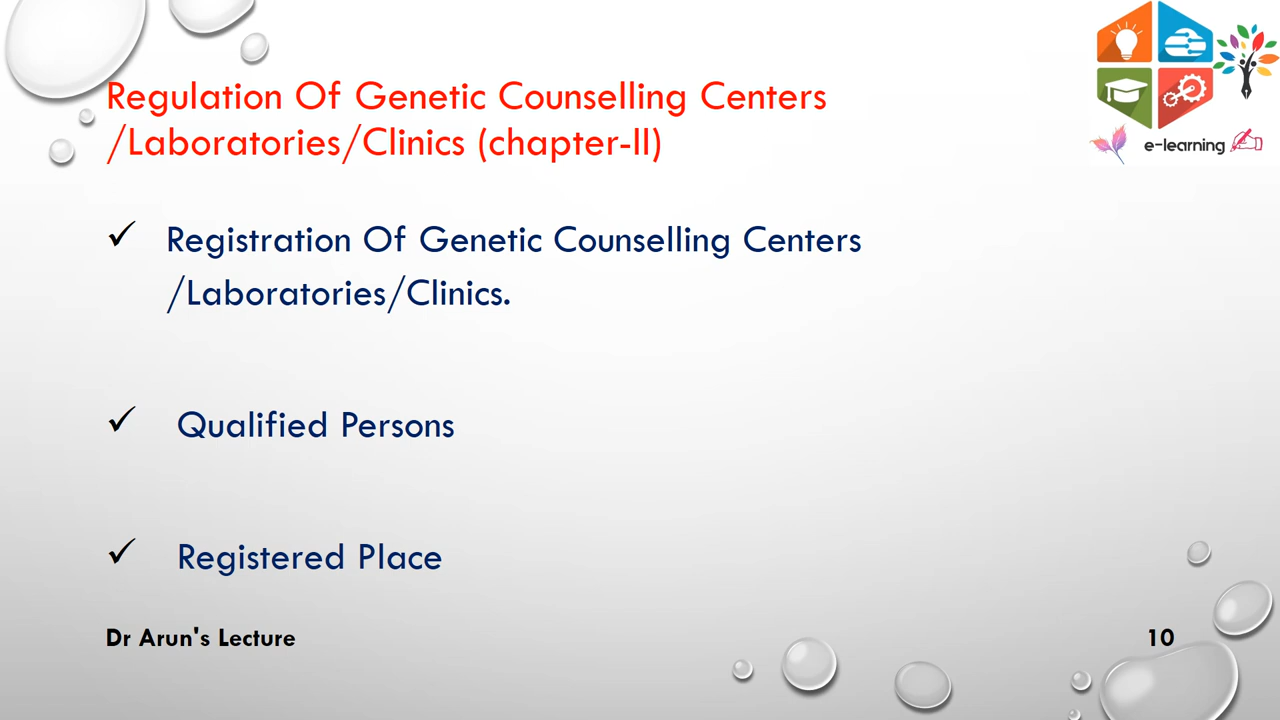 Regulation Of Genetic Counselling Centers
/Laboratories/Clinics (chapter-II)
e-learning
✓ Registration Of Genetic Counselling Centers
/Laboratories/Clinics.
✓ Qualified Persons
✓ Registered Place
Dr Arun's Lecture
10